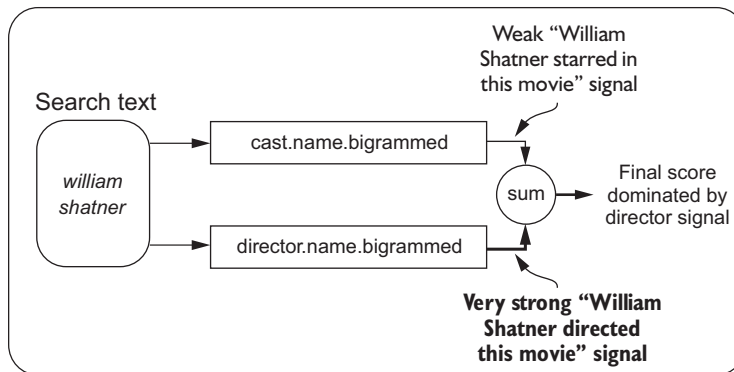 Weak “William
Shatner starred in
this movie” signal
Search text
william
shatner
cast.name.bigrammed
sum
Final score
dominated by
director signal
director.name.bigrammed
Very strong “William
Shatner directed
this movie” signal